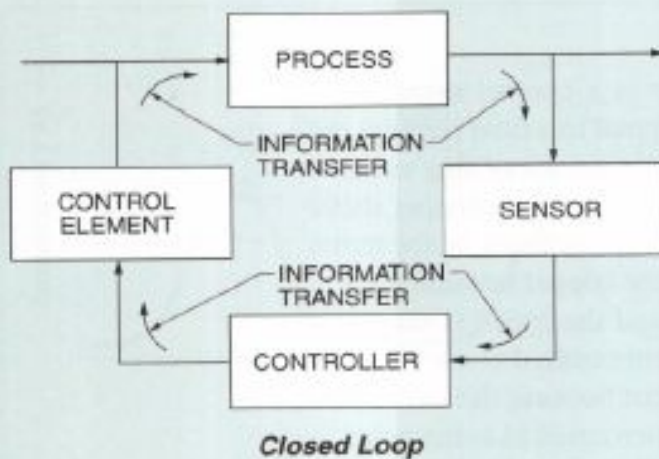 PROCESS
INFORMATION
TRANSFER
CONTROL
ELEMENT
SENSOR
INFORMATION
TRANSFER
CONTROLLER
Closed Loop